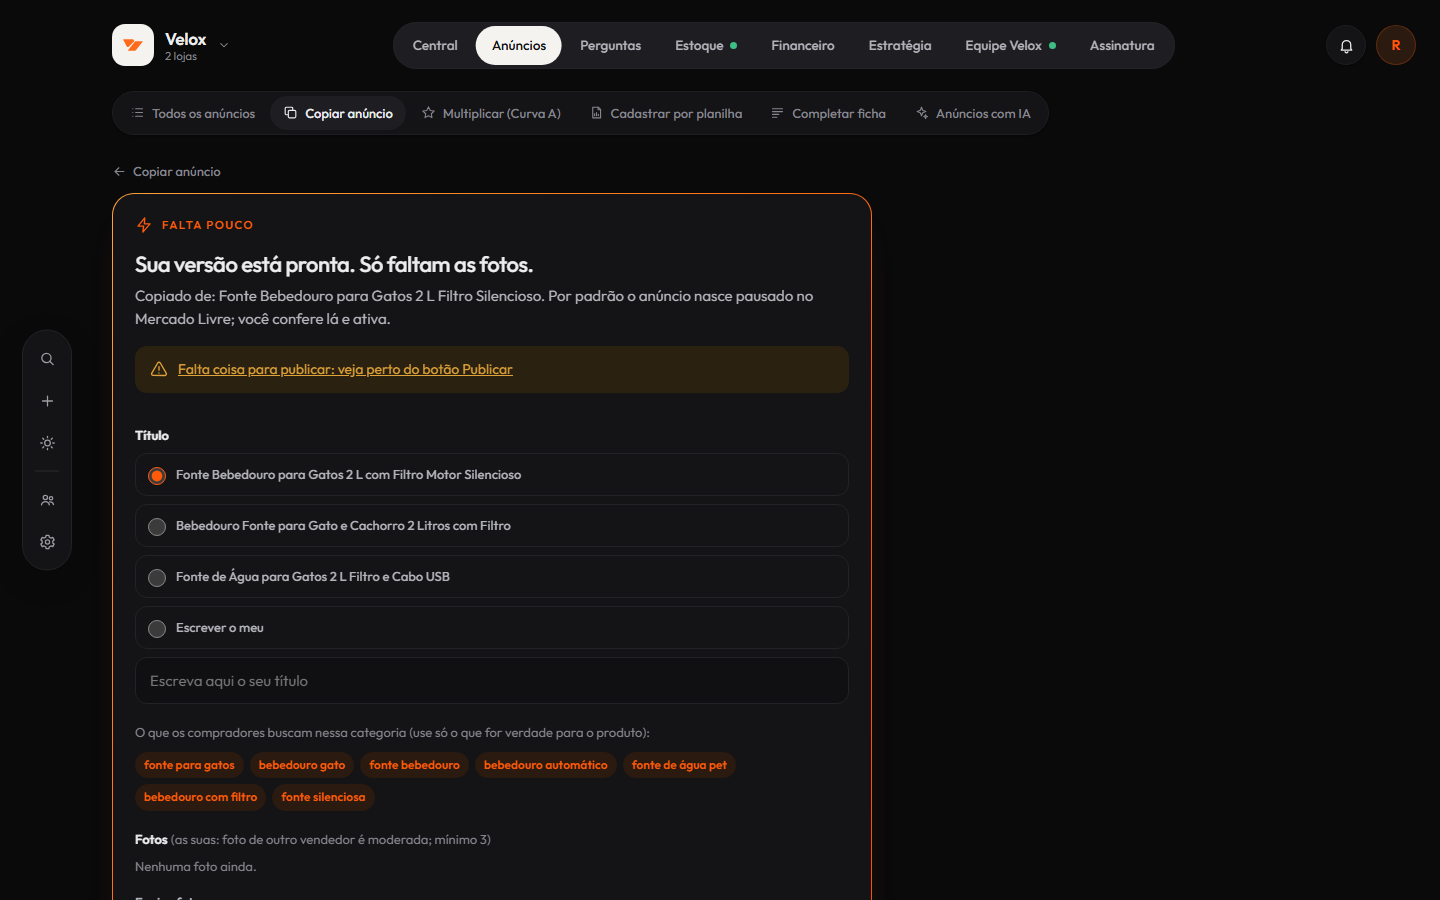 Velox
2 lojas
Central
Anúncios
Perguntas
Estoque
Financeiro
Estratégia
Equipe Velox
Assinatura
R
Todos os anúncios
Copiar anúncio
Multiplicar (Curva A)
Cadastrar por planilha
Completar ficha
Anúncios com IA
Copiar anúncio
FALTA POUCO
Sua versão está pronta. Só faltam as fotos.
Copiado de: Fonte Bebedouro para Gatos 2 L Filtro Silencioso. Por padrão o anúncio nasce pausado no
Mercado Livre; você confere lá e ativa.
Falta coisa para publicar: veja perto do botão Publicar
Título
Fonte Bebedouro para Gatos 2 L com Filtro Motor Silencioso
Bebedouro Fonte para Gato e Cachorro 2 Litros com Filtro
Fonte de Água para Gatos 2 L Filtro e Cabo USB
Escrever o meu
Escreva aqui o seu título
O que os compradores buscam nessa categoria (use só o que for verdade para o produto):
fonte para gatos
bebedouro gato
fonte bebedouro
bebedouro automático
fonte de água pet
bebedouro com filtro
fonte silenciosa
Fotos (as suas: foto de outro vendedor é moderada; mínimo 3)
Nenhuma foto ainda.